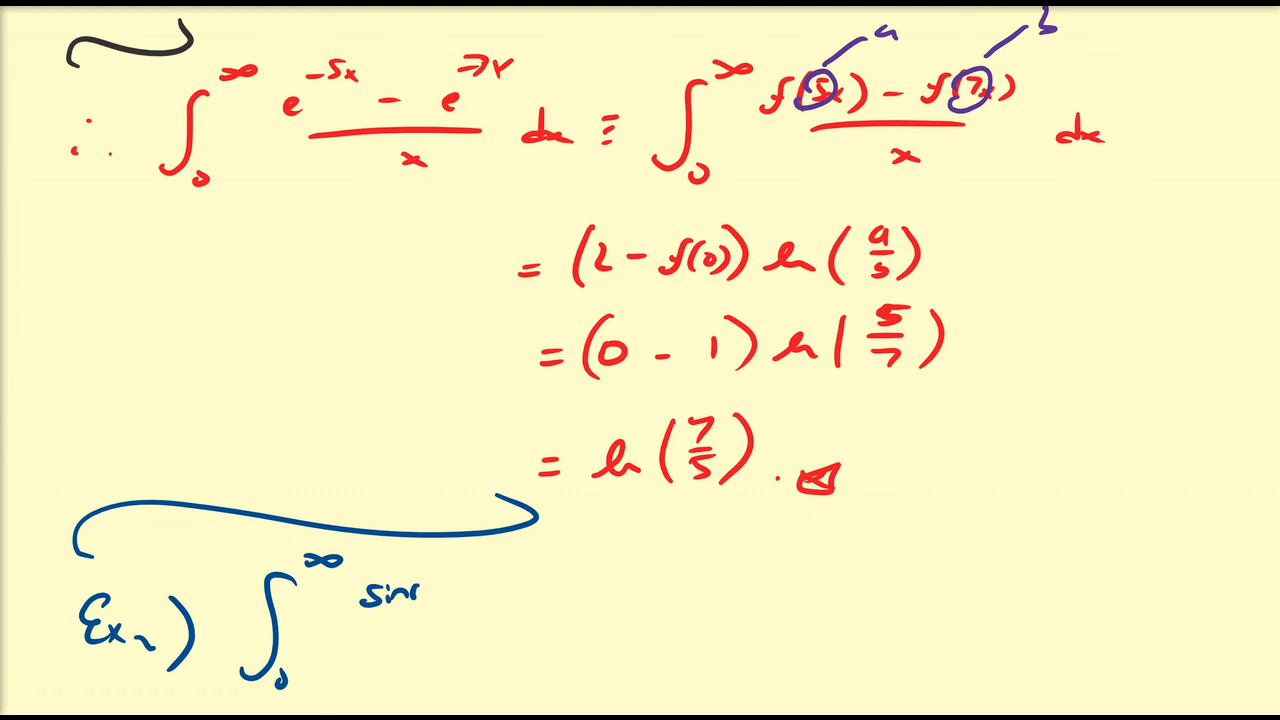 a b
∴ ∫₀^∞ (e^(-5x) - e^(-7x))/x dx ≡ ∫₀^∞ (f(5x) - f(7x))/x dx
= (L - f(0)) ln(a/b)
= (0 - 1) ln(5/7)
= ln(7/5).
Ex2) ∫₀^∞ sin